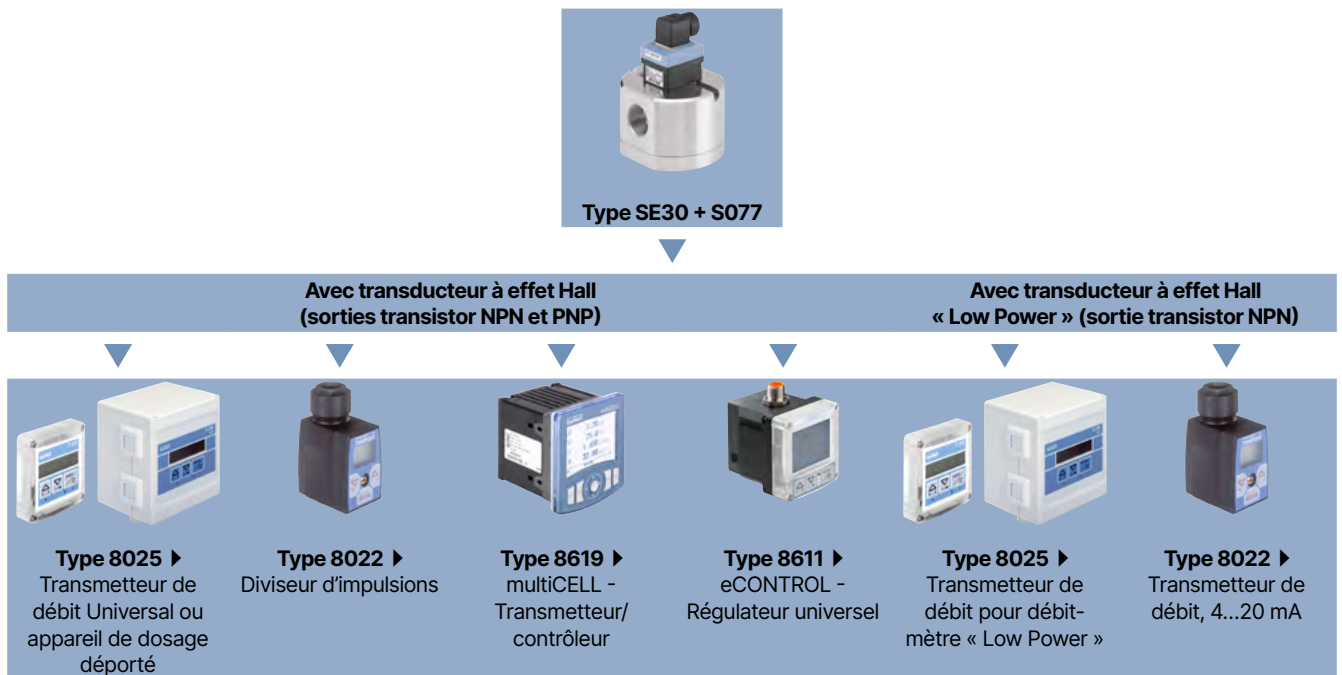 Type SE30 + S077
Avec transducteur à effet Hall
(sorties transistor NPN et PNP)
Avec transducteur à effet Hall
« Low Power » (sortie transistor NPN)
Type 8025
Transmetteur de
débit Universal ou
appareil de dosage
déporté
Type 8022
Diviseur d’impulsions
Type 8619
multiCELL -
Transmetteur/
contrôleur
Type 8611
eCONTROL -
Régulateur universel
Type 8025
Transmetteur de
débit pour débit-
mètre « Low Power »
Type 8022
Transmetteur de
débit, 4...20 mA